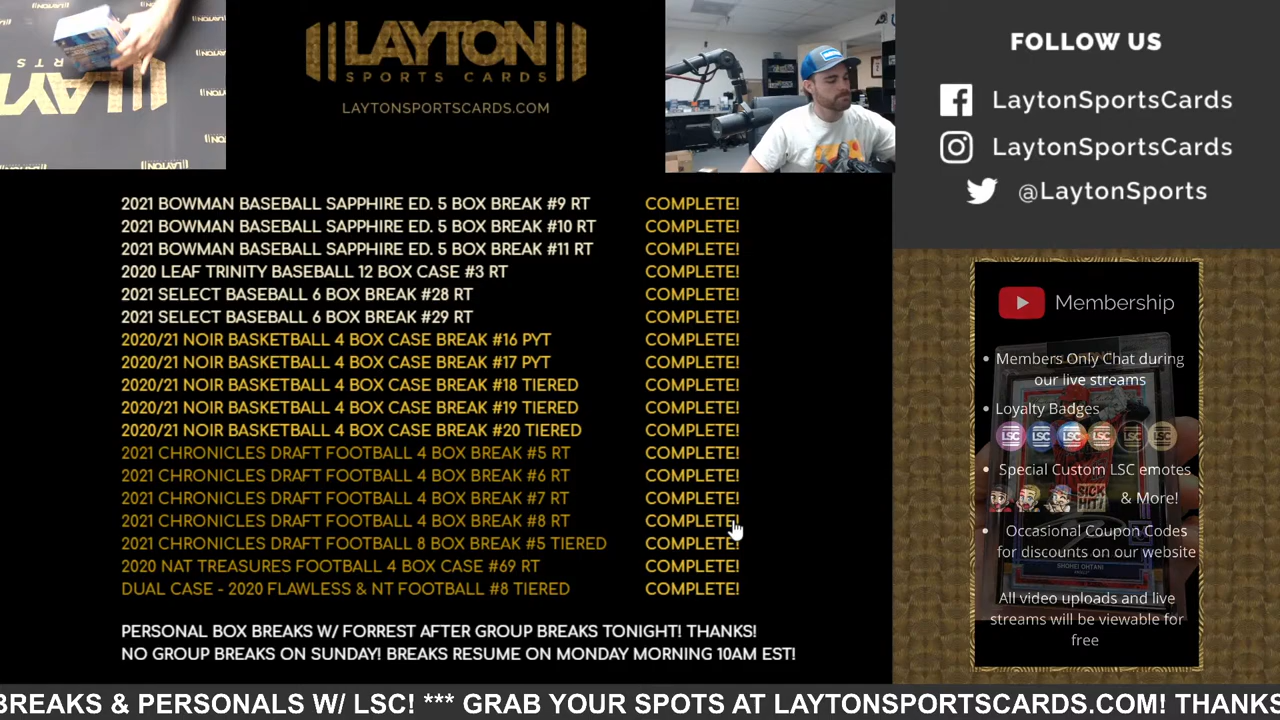 LAYTON
SPORTS CARDS
LAYTONSPORTSCARDS.COM
FOLLOW US
LaytonSportsCards
LaytonSportsCards
@LaytonSports
2021 BOWMAN BASEBALL SAPPHIRE ED. 5 BOX BREAK #9 RT COMPLETE!
2021 BOWMAN BASEBALL SAPPHIRE ED. 5 BOX BREAK #10 RT COMPLETE!
2021 BOWMAN BASEBALL SAPPHIRE ED. 5 BOX BREAK #11 RT COMPLETE!
2020 LEAF TRINITY BASEBALL 12 BOX CASE #3 RT COMPLETE!
2021 SELECT BASEBALL 6 BOX BREAK #28 RT COMPLETE!
2021 SELECT BASEBALL 6 BOX BREAK #29 RT COMPLETE!
2020/21 NOIR BASKETBALL 4 BOX CASE BREAK #16 PYT COMPLETE!
2020/21 NOIR BASKETBALL 4 BOX CASE BREAK #17 PYT COMPLETE!
2020/21 NOIR BASKETBALL 4 BOX CASE BREAK #18 TIERED COMPLETE!
2020/21 NOIR BASKETBALL 4 BOX CASE BREAK #19 TIERED COMPLETE!
2020/21 NOIR BASKETBALL 4 BOX CASE BREAK #20 TIERED COMPLETE!
2021 CHRONICLES DRAFT FOOTBALL 4 BOX BREAK #5 RT COMPLETE!
2021 CHRONICLES DRAFT FOOTBALL 4 BOX BREAK #6 RT COMPLETE!
2021 CHRONICLES DRAFT FOOTBALL 4 BOX BREAK #7 RT COMPLETE!
2021 CHRONICLES DRAFT FOOTBALL 4 BOX BREAK #8 RT COMPLETE!
2021 CHRONICLES DRAFT FOOTBALL 8 BOX BREAK #5 TIERED COMPLETE!
2020 NAT TREASURES FOOTBALL 4 BOX CASE #69 RT COMPLETE!
DUAL CASE - 2020 FLAWLESS & NT FOOTBALL #8 TIERED COMPLETE!
PERSONAL BOX BREAKS W/ FORREST AFTER GROUP BREAKS TONIGHT! THANKS!
NO GROUP BREAKS ON SUNDAY! BREAKS RESUME ON MONDAY MORNING 10AM EST!
Membership
Members Only Chat during
our live streams
Loyalty Badges
LSC LSC LSC LSC LSC LSC
Special Custom LSC emotes
SICK HIT! & More!
Occasional Coupon Codes
for discounts on our website
SHOHEI OHTANI
All video uploads and live
streams will be viewable for
free
BREAKS & PERSONALS W/ LSC! *** GRAB YOUR SPOTS AT LAYTONSPORTSCARDS.COM! THANKS